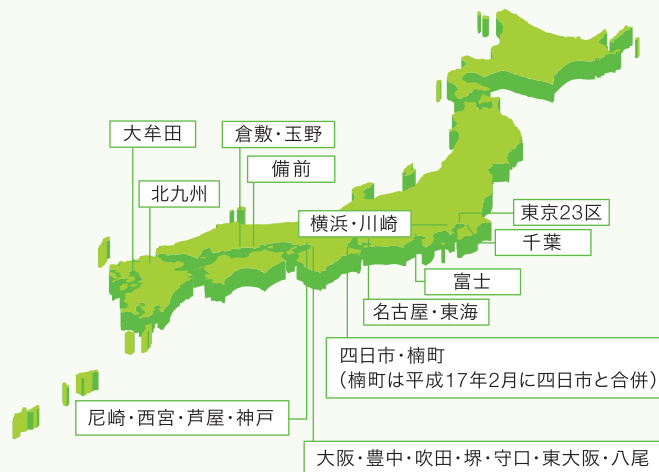 大牟田
倉敷・玉野
備前
北九州
横浜・川崎
東京23区
千葉
富士
名古屋・東海
四日市・楠町
（楠町は平成17年2月に四日市と合併）
尼崎・西宮・芦屋・神戸
大阪・豊中・吹田・堺・守口・東大阪・八尾